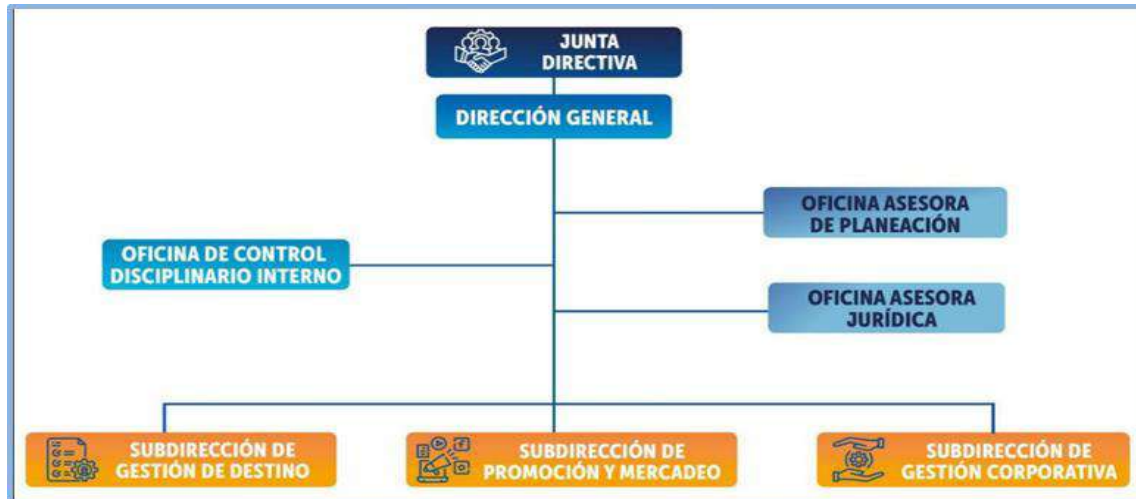 JUNTA
DIRECTIVA
DIRECCIÓN GENERAL
OFICINA ASESORA
DE PLANEACIÓN
OFICINA DE CONTROL
DISCIPLINARIO INTERNO
OFICINA ASESORA
JURÍDICA
SUBDIRECCIÓN DE
GESTIÓN DE DESTINO
SUBDIRECCIÓN DE
PROMOCIÓN Y MERCADEO
SUBDIRECCIÓN DE
GESTIÓN CORPORATIVA